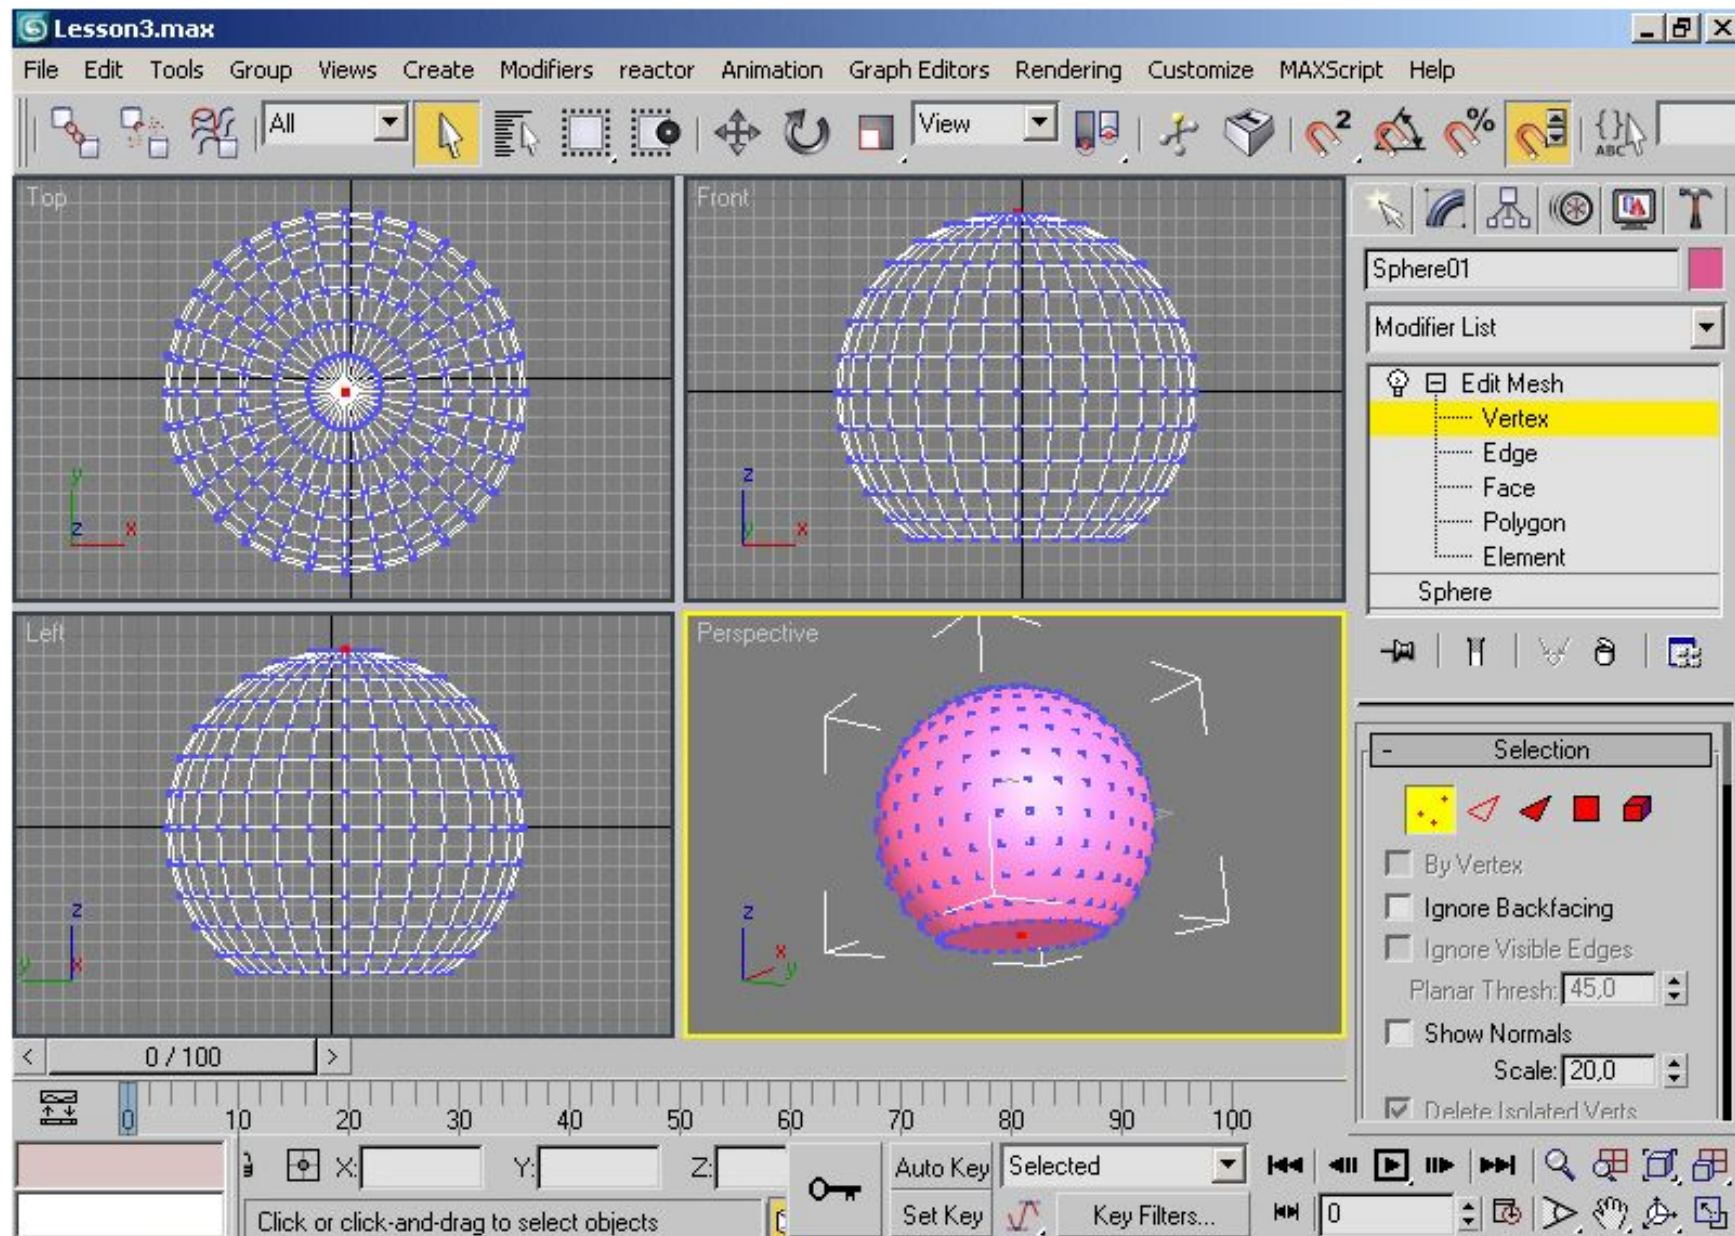 Lesson3.max
File Edit Tools Group Views Create Modifiers reactor Animation Graph Editors Rendering Customize MAXScript Help
All View 2 % {} ABC
Top
Front
Left
Perspective
y z x
z y x
z y x
z x y
Sphere01
Modifier List
Edit Mesh
Vertex
Edge
Face
Polygon
Element
Sphere
- Selection
By Vertex
Ignore Backfacing
Ignore Visible Edges
Planar Thresh: 45,0
Show Normals
Scale: 20,0
Delete Isolated Verts
< 0 / 100 >
0 10 20 30 40 50 60 70 80 90 100
X: Y: Z: Auto Key Selected
Click or click-and-drag to select objects Set Key Key Filters... 0